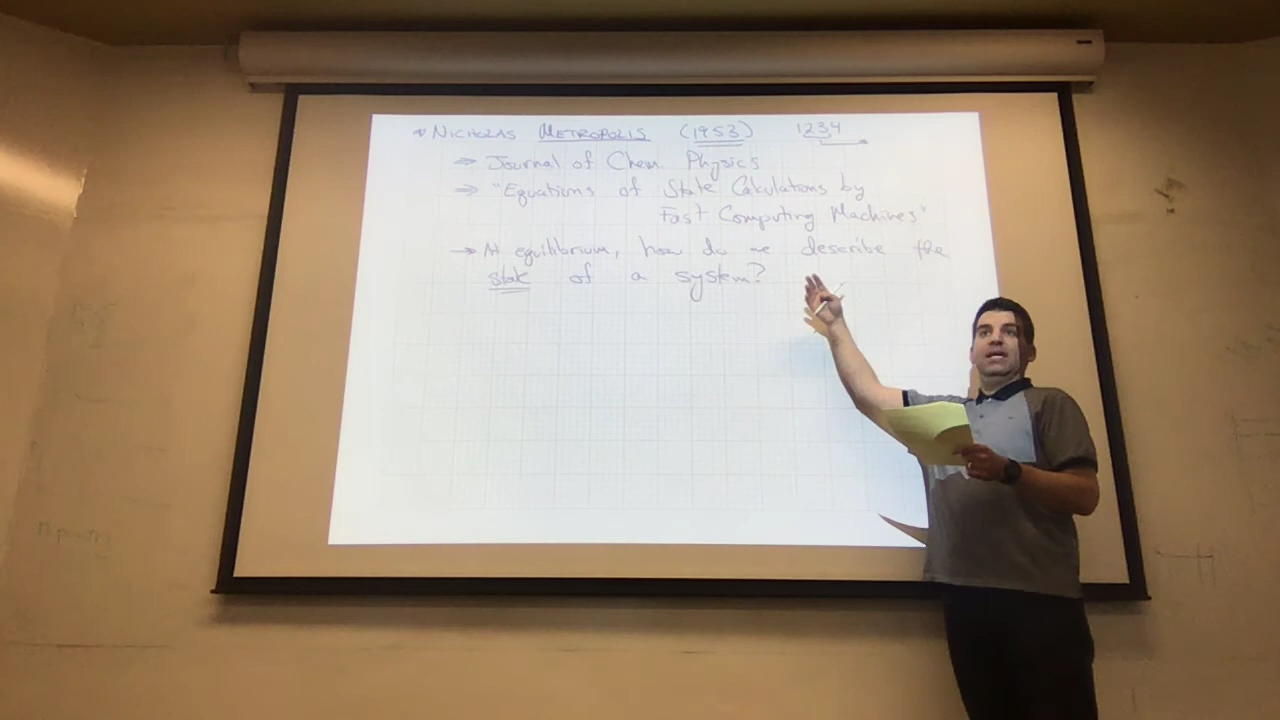 NICHOLAS METROPOLIS (1953) 1234
⇒ Journal of Chem. Physics
⇒ "Equations of State Calculations by
Fast Computing Machines"
→ At equilibrium, how do we describe the
state of a system?